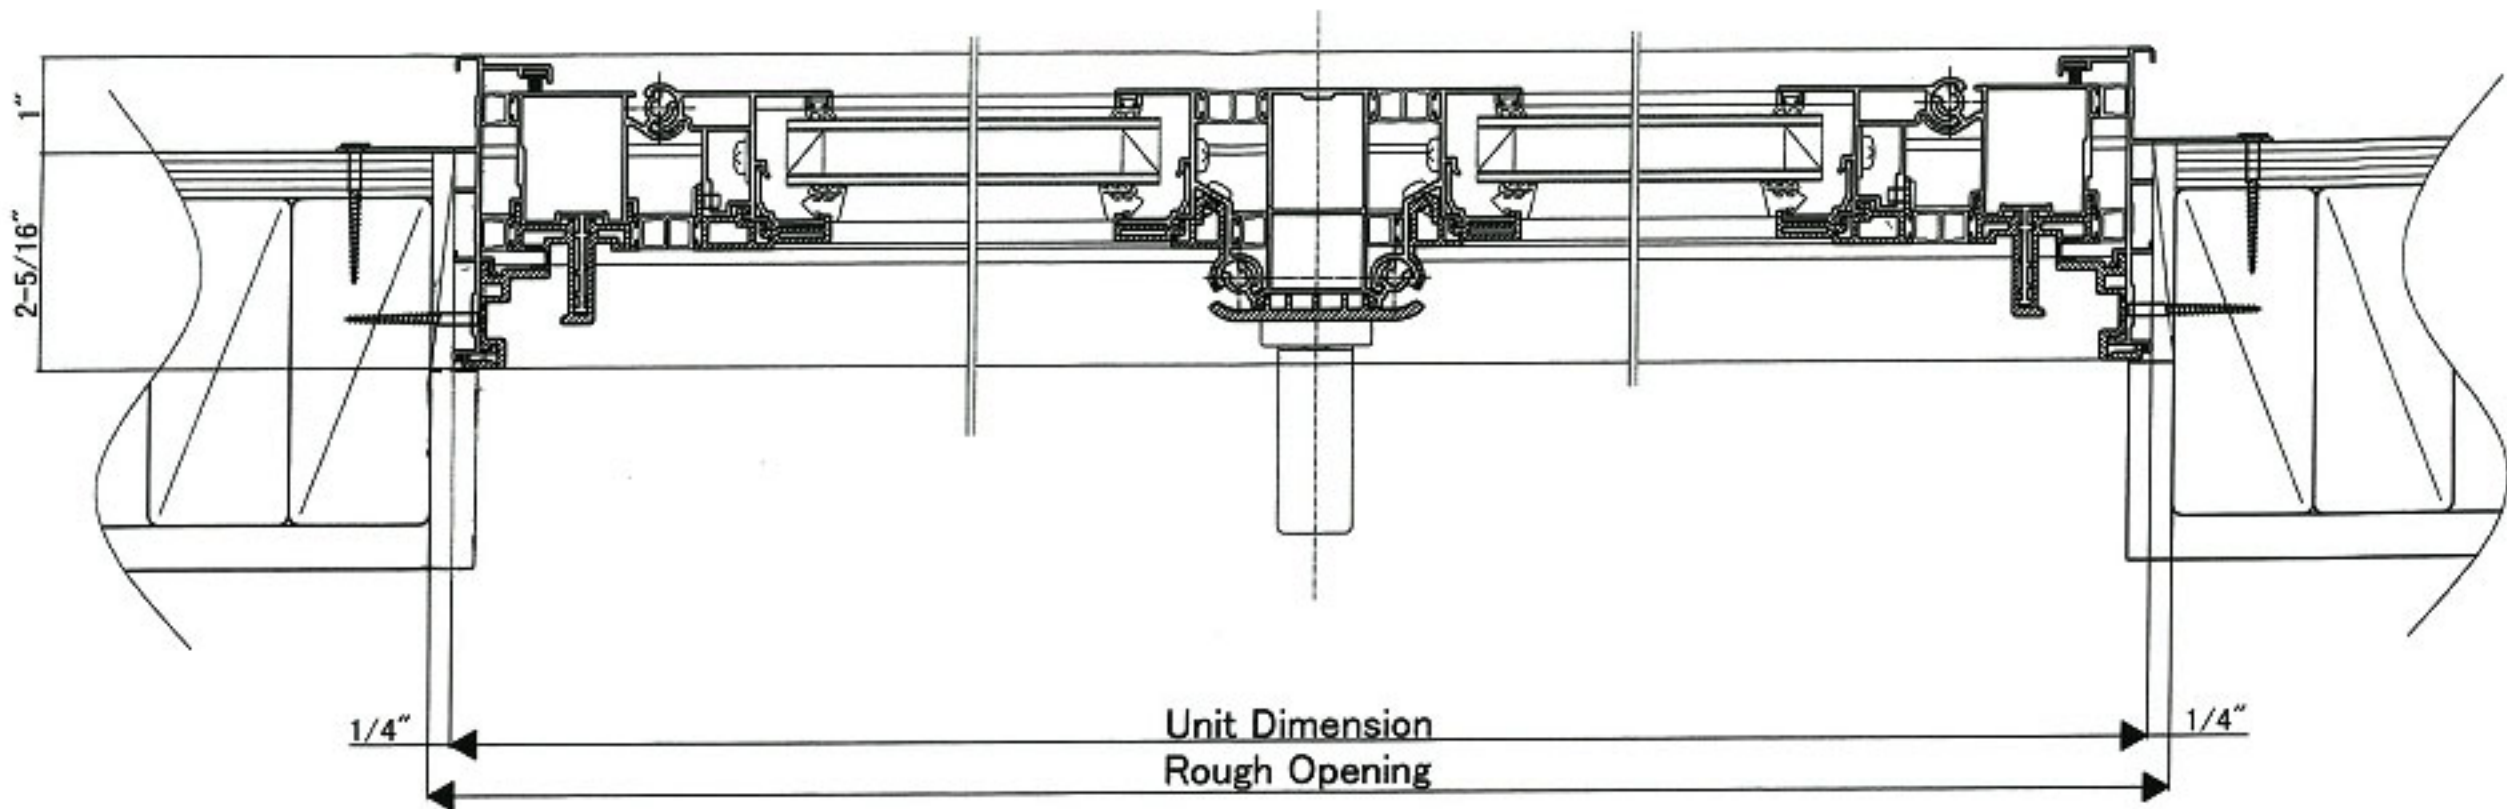 1″
2-5/16″
1/4″
Unit Dimension
1/4″
Rough Opening